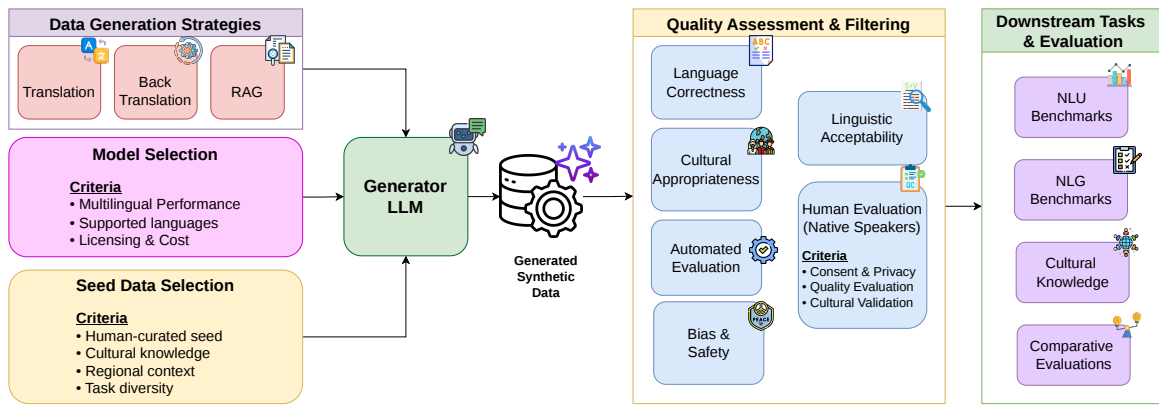 Data Generation Strategies
Translation
Back
Translation
RAG
Model Selection
Criteria
• Multilingual Performance
• Supported languages
• Licensing & Cost
Seed Data Selection
Criteria
• Human-curated seed
• Cultural knowledge
• Regional context
• Task diversity
Generator
LLM
Generated
Synthetic
Data
Quality Assessment & Filtering
ABC
Language
Correctness
Cultural
Appropriateness
Automated
Evaluation
PEACE
Bias &
Safety
Linguistic
Acceptability
QC
Human Evaluation
(Native Speakers)
Criteria
• Consent & Privacy
• Quality Evaluation
• Cultural Validation
Downstream Tasks
& Evaluation
NLU
Benchmarks
NLG
Benchmarks
Cultural
Knowledge
Comparative
Evaluations